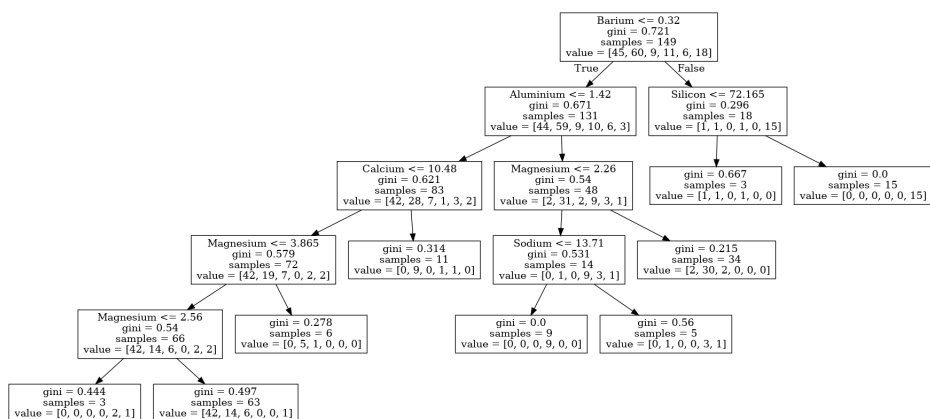 Barium <= 0.32
gini = 0.721
samples = 149
value = [45, 60, 9, 11, 6, 18]
True
False
Aluminium <= 1.42
gini = 0.671
samples = 131
value = [44, 59, 9, 10, 6, 3]
Silicon <= 72.165
gini = 0.296
samples = 18
value = [1, 1, 0, 1, 0, 15]
Calcium <= 10.48
gini = 0.621
samples = 83
value = [42, 28, 7, 1, 3, 2]
Magnesium <= 2.26
gini = 0.54
samples = 48
value = [2, 31, 2, 9, 3, 1]
gini = 0.667
samples = 3
value = [1, 1, 0, 1, 0, 0]
gini = 0.0
samples = 15
value = [0, 0, 0, 0, 0, 15]
Magnesium <= 3.865
gini = 0.579
samples = 72
value = [42, 19, 7, 0, 2, 2]
gini = 0.314
samples = 11
value = [0, 9, 0, 1, 1, 0]
Sodium <= 13.71
gini = 0.531
samples = 14
value = [0, 1, 0, 9, 3, 1]
gini = 0.215
samples = 34
value = [2, 30, 2, 0, 0, 0]
Magnesium <= 2.56
gini = 0.54
samples = 66
value = [42, 14, 6, 0, 2, 2]
gini = 0.278
samples = 6
value = [0, 5, 1, 0, 0, 0]
gini = 0.0
samples = 9
value = [0, 0, 0, 9, 0, 0]
gini = 0.56
samples = 5
value = [0, 1, 0, 0, 3, 1]
gini = 0.444
samples = 3
value = [0, 0, 0, 0, 2, 1]
gini = 0.497
samples = 63
value = [42, 14, 6, 0, 0, 1]